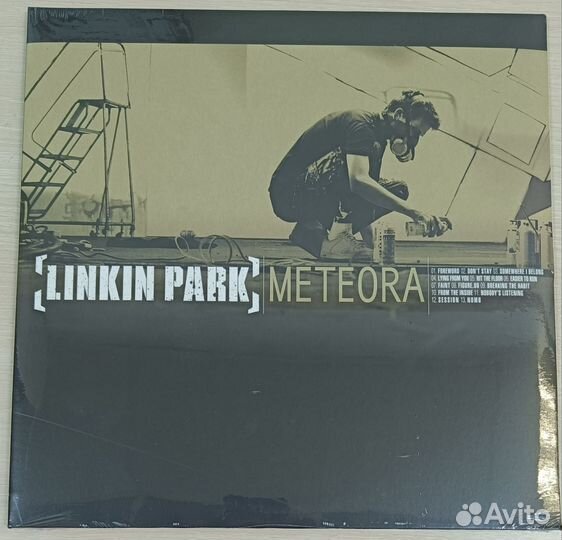 [LINKIN PARK] METEORA
01. FOREWORD 02. DON'T STAY 03. SOMEWHERE I BELONG
04. LYING FROM YOU 05. HIT THE FLOOR 06. EASIER TO RUN
07. FAINT 08. FIGURE.09 09. BREAKING THE HABIT
10. FROM THE INSIDE 11. NOBODY'S LISTENING
12. SESSION 13. NUMB
Avito